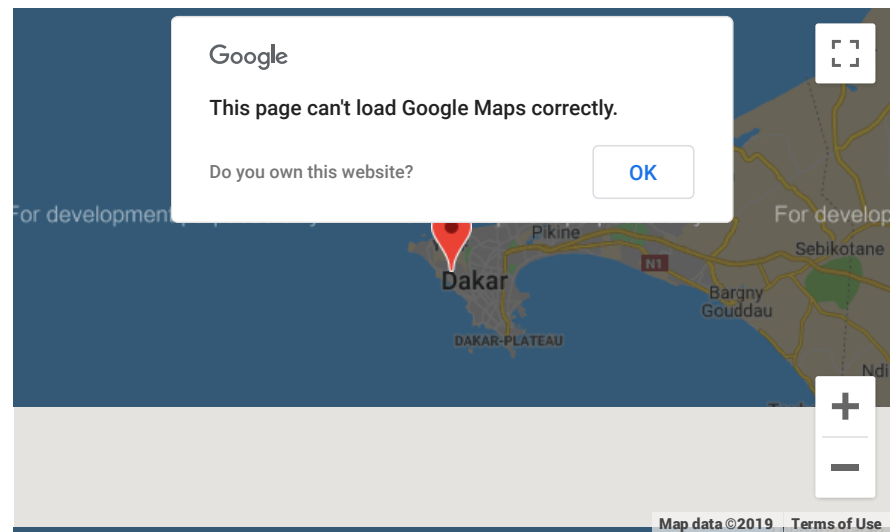 Google
This page can't load Google Maps correctly.
Do you own this website?
OK
For development
For develop
Pikine
Sebikotane
N1
Dakar
Bargny
Gouddau
DAKAR-PLATEAU
Ndi
Map data ©2019
Terms of Use